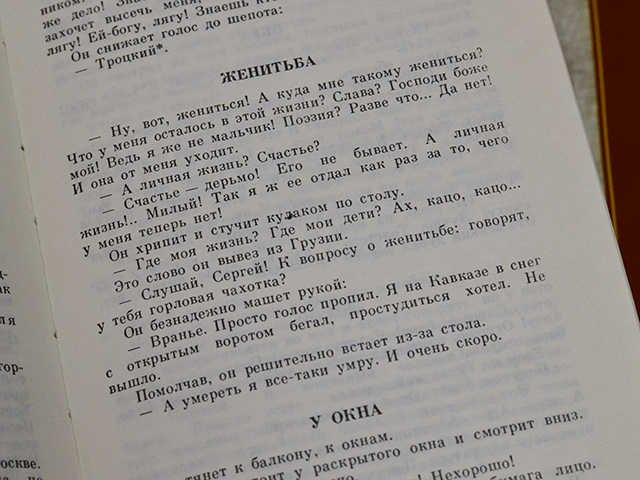 же дело! Знае
захочет высечь меня,
лягу! Ей-богу, лягу! Знаешь кто
Он снижает голос до шепота:
— Троцкий*.
ЖЕНИТЬБА
— Ну, вот, жениться! А куда мне такому жениться?
Что у меня осталось в этой жизни? Слава? Господи боже
мой! Ведь я же не мальчик! Поэзия? Разве что... Да нет!
И она от меня уходит.
— А личная жизнь? Счастье?
— Счастье — дерьмо! Его не бывает. А личная
жизнь!.. Милый! Так я ж ее отдал как раз за то, чего
у меня теперь нет!
Он хрипит и стучит кулаком по столу.
— Где моя жизнь? Где мои дети? Ах, кацо, кацо...
Это слово он вывез из Грузии.
— Слушай, Сергей! К вопросу о женитьбе: говорят,
у тебя горловая чахотка?
Он безнадежно машет рукой:
— Вранье. Просто голос пропил. Я на Кавказе в снег
с открытым воротом бегал, простудиться хотел. Не
вышло.
Помолчав, он решительно встает из-за стола.
— А умереть я все-таки умру. И очень скоро.
У ОКНА
тянет к балкону, к окнам.
у раскрытого окна и смотрит вниз.
! Нехорошо!
бумага лицо.
д-
ак
ля
гор-
оскве.